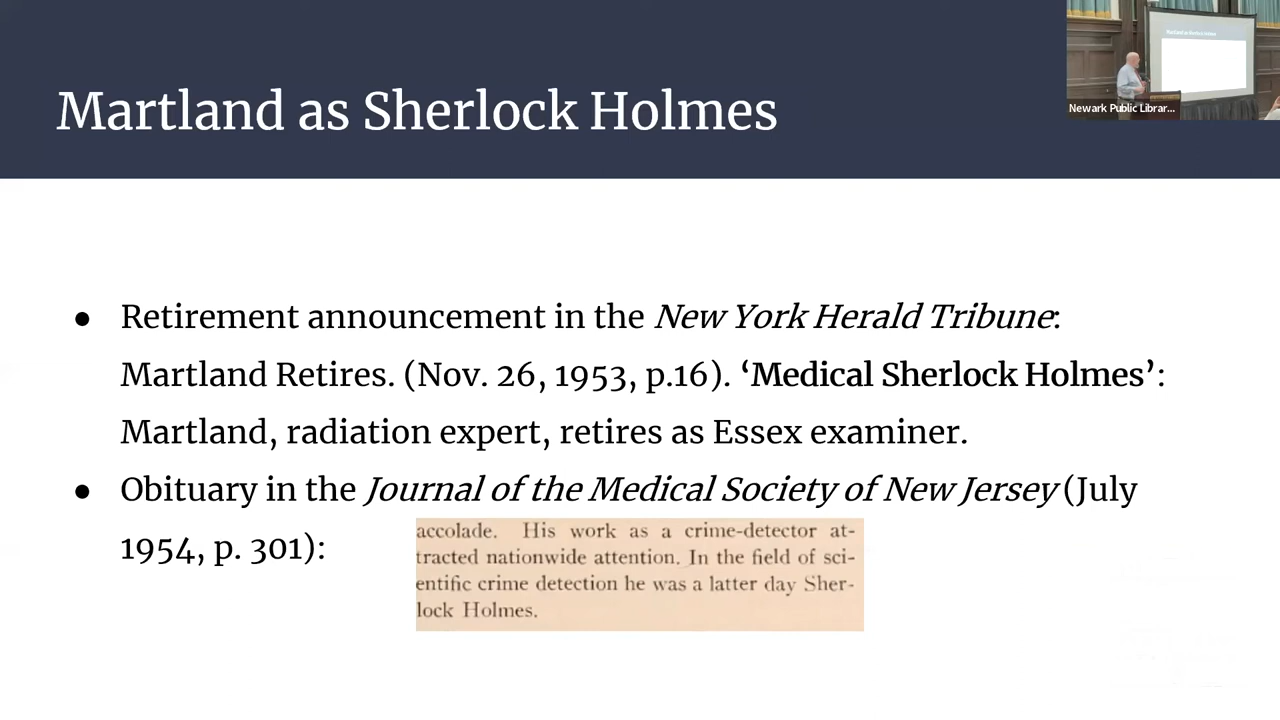 Martland as Sherlock Holmes
Newark Public Librar...
● Retirement announcement in the New York Herald Tribune:
Martland Retires. (Nov. 26, 1953, p.16). ‘Medical Sherlock Holmes’:
Martland, radiation expert, retires as Essex examiner.
● Obituary in the Journal of the Medical Society of New Jersey (July
1954, p. 301):
accolade. His work as a crime-detector at-
tracted nationwide attention. In the field of sci-
entific crime detection he was a latter day Sher-
lock Holmes.